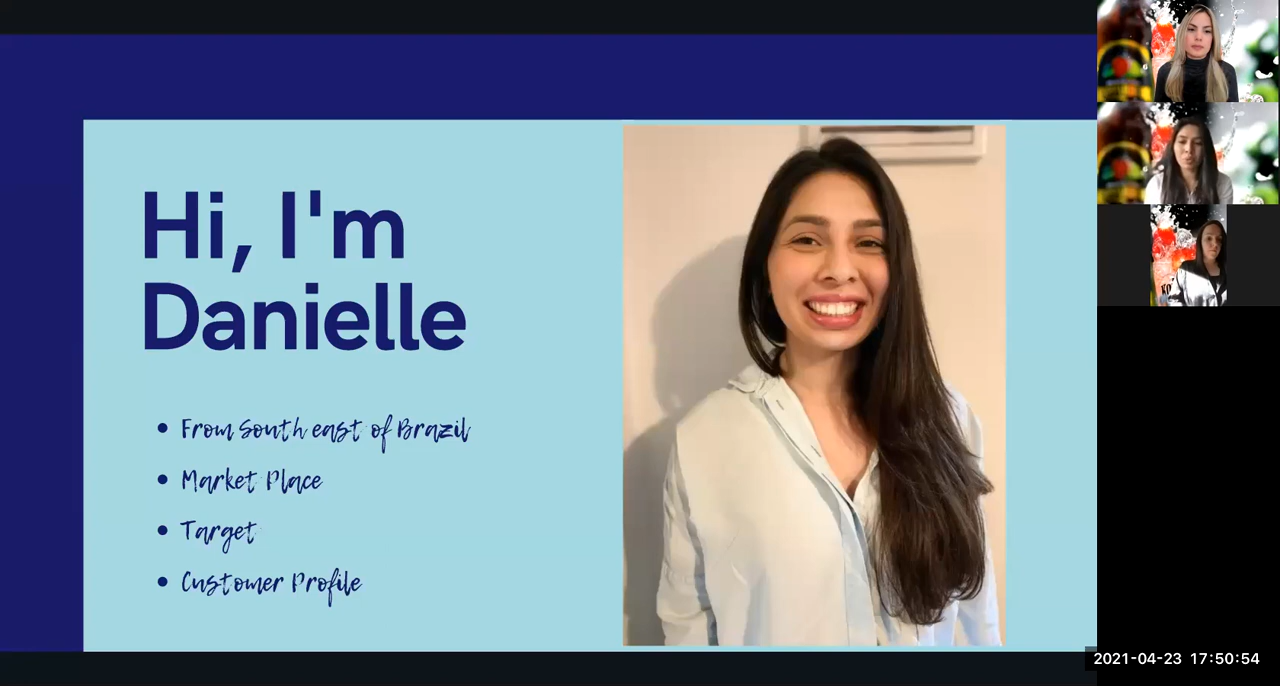 Hi, I'm
Danielle
From South east of Brazil
Market Place
Target
Customer Profile
2021-04-23 17:50:54